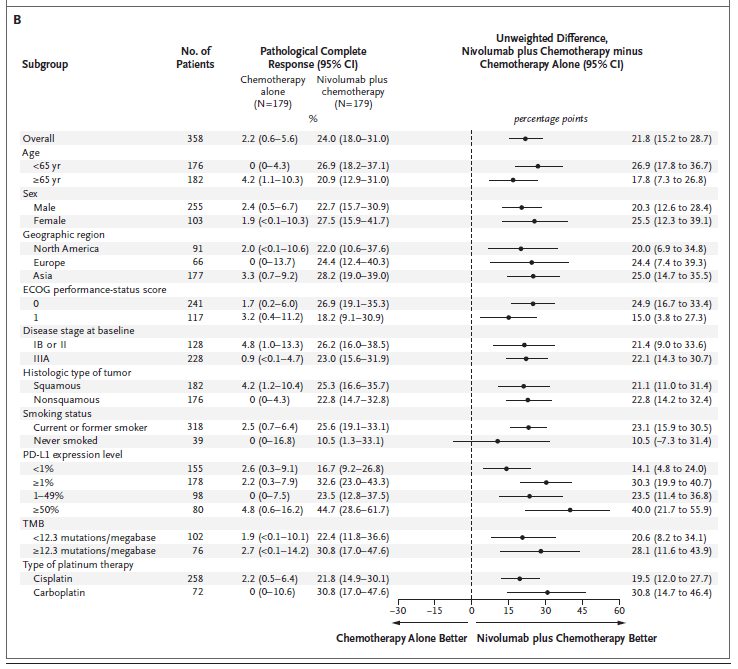 B
Subgroup
No. of Patients
Pathological Complete Response (95% CI)
Unweighted Difference, Nivolumab plus Chemotherapy minus Chemotherapy Alone (95% CI)
Chemotherapy alone (N=179)
Nivolumab plus chemotherapy (N=179)
%
percentage points
Overall 358 2.2 (0.6–5.6) 24.0 (18.0–31.0) 21.8 (15.2 to 28.7)
Age
<65 yr 176 0 (0–4.3) 26.9 (18.2–37.1) 26.9 (17.8 to 36.7)
≥65 yr 182 4.2 (1.1–10.3) 20.9 (12.9–31.0) 17.8 (7.3 to 26.8)
Sex
Male 255 2.4 (0.5–6.7) 22.7 (15.7–30.9) 20.3 (12.6 to 28.4)
Female 103 1.9 (<0.1–10.3) 27.5 (15.9–41.7) 25.5 (12.3 to 39.1)
Geographic region
North America 91 2.0 (<0.1–10.6) 22.0 (10.6–37.6) 20.0 (6.9 to 34.8)
Europe 66 0 (0–13.7) 24.4 (12.4–40.3) 24.4 (7.4 to 39.3)
Asia 177 3.3 (0.7–9.2) 28.2 (19.0–39.0) 25.0 (14.7 to 35.5)
ECOG performance-status score
0 241 1.7 (0.2–6.0) 26.9 (19.1–35.3) 24.9 (16.7 to 33.4)
1 117 3.2 (0.4–11.2) 18.2 (9.1–30.9) 15.0 (3.8 to 27.3)
Disease stage at baseline
IB or II 128 4.8 (1.0–13.3) 26.2 (16.0–38.5) 21.4 (9.0 to 33.6)
IIIA 228 0.9 (<0.1–4.7) 23.0 (15.6–31.9) 22.1 (14.3 to 30.7)
Histologic type of tumor
Squamous 182 4.2 (1.2–10.4) 25.3 (16.6–35.7) 21.1 (11.0 to 31.4)
Nonsquamous 176 0 (0–4.3) 22.8 (14.7–32.8) 22.8 (14.2 to 32.4)
Smoking status
Current or former smoker 318 2.5 (0.7–6.4) 25.6 (19.1–33.1) 23.1 (15.9 to 30.5)
Never smoked 39 0 (0–16.8) 10.5 (1.3–33.1) 10.5 (−7.3 to 31.4)
PD-L1 expression level
<1% 155 2.6 (0.3–9.1) 16.7 (9.2–26.8) 14.1 (4.8 to 24.0)
≥1% 178 2.2 (0.3–7.9) 32.6 (23.0–43.3) 30.3 (19.9 to 40.7)
1–49% 98 0 (0–7.5) 23.5 (12.8–37.5) 23.5 (11.4 to 36.8)
≥50% 80 4.8 (0.6–16.2) 44.7 (28.6–61.7) 40.0 (21.7 to 55.9)
TMB
<12.3 mutations/megabase 102 1.9 (<0.1–10.1) 22.4 (11.8–36.6) 20.6 (8.2 to 34.1)
≥12.3 mutations/megabase 76 2.7 (<0.1–14.2) 30.8 (17.0–47.6) 28.1 (11.6 to 43.9)
Type of platinum therapy
Cisplatin 258 2.2 (0.5–6.4) 21.8 (14.9–30.1) 19.5 (12.0 to 27.7)
Carboplatin 72 0 (0–10.6) 30.8 (17.0–47.6) 30.8 (14.7 to 46.4)
−30 −15 0 15 30 45 60
Chemotherapy Alone Better Nivolumab plus Chemotherapy Better